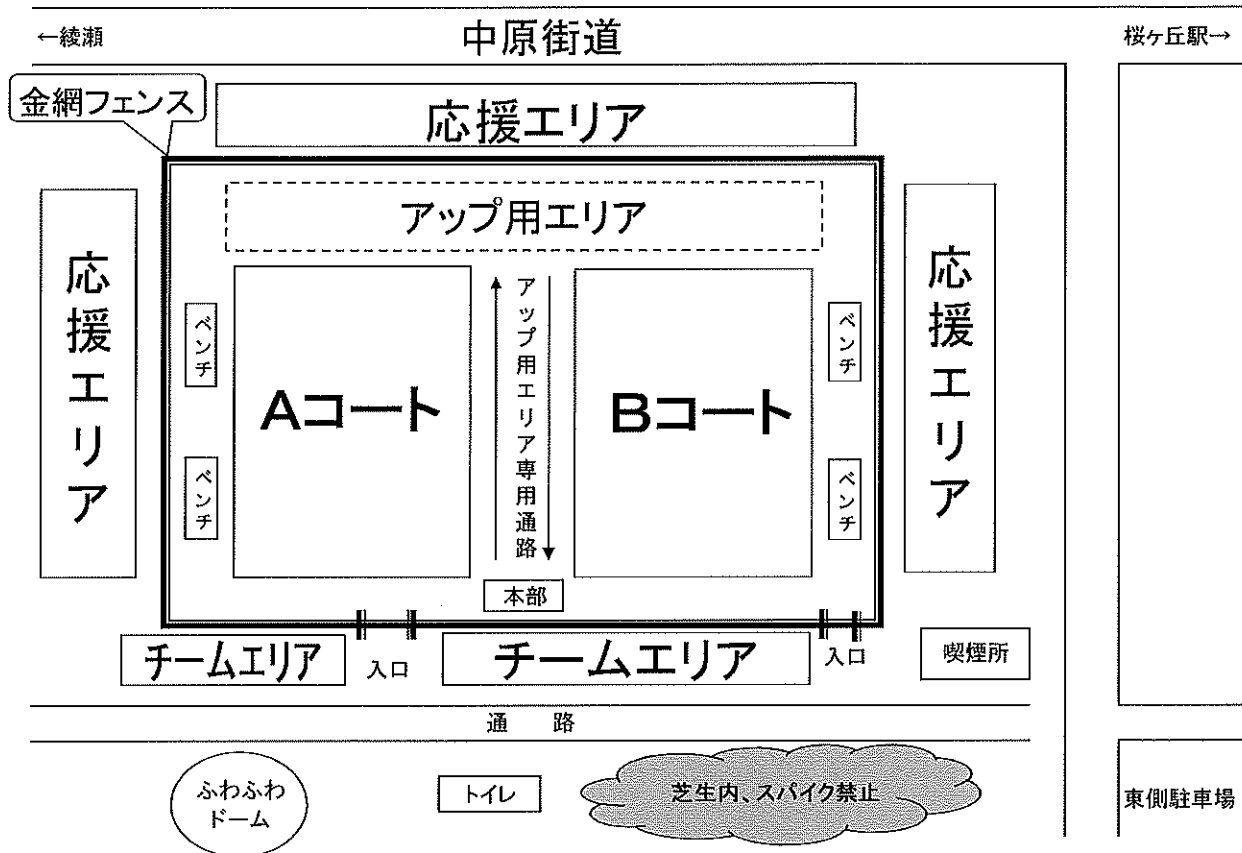 ←綾瀬
中原街道
桜ヶ丘駅→
金網フェンス
応援エリア
アップ用エリア
応援エリア
応援エリア
ベンチ
ベンチ
Aコート
アップ用エリア専用通路
Bコート
ベンチ
ベンチ
本部
チームエリア
入口
チームエリア
入口
喫煙所
通 路
ふわふわ
ドーム
トイレ
芝生内、スパイク禁止
東側駐車場